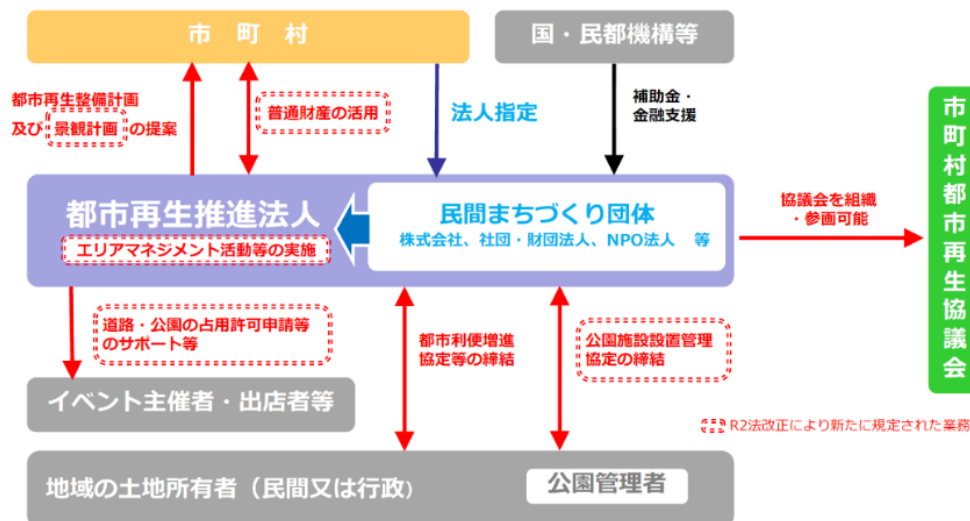 市 町 村
国・民都機構等
都市再生整備計画
及び 景観計画 の提案
普通財産の活用
法人指定
補助金・
金融支援
市町村都市再生協議会
都市再生推進法人
エリアマネジメント活動等の実施
民間まちづくり団体
株式会社、社団・財団法人、NPO法人 等
協議会を組織
・参画可能
道路・公園の占用許可申請等
のサポート等
都市利便増進
協定等の締結
公園施設設置管理
協定の締結
イベント主催者・出店者等
R2法改正により新たに規定された業務
地域の土地所有者（民間又は行政）
公園管理者